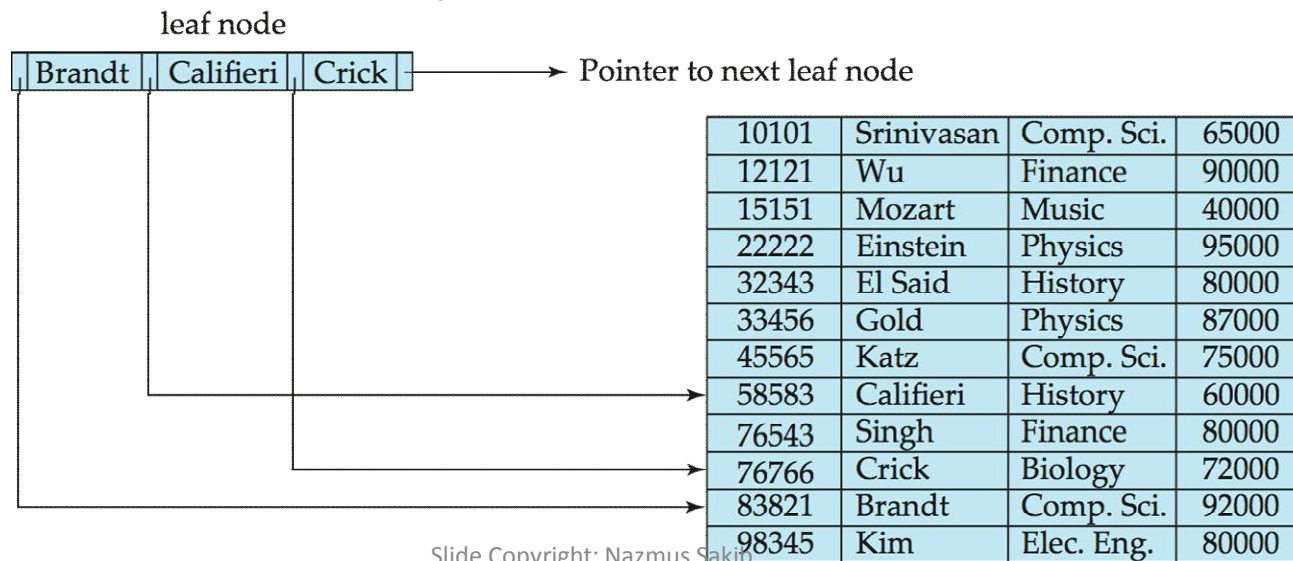 leaf node
Brandt Califieri Crick
Pointer to next leaf node
10101 Srinivasan Comp. Sci. 65000
12121 Wu Finance 90000
15151 Mozart Music 40000
22222 Einstein Physics 95000
32343 El Said History 80000
33456 Gold Physics 87000
45565 Katz Comp. Sci. 75000
58583 Califieri History 60000
76543 Singh Finance 80000
76766 Crick Biology 72000
83821 Brandt Comp. Sci. 92000
98345 Kim Elec. Eng. 80000
Slide Copyright: Nazmus Sakib